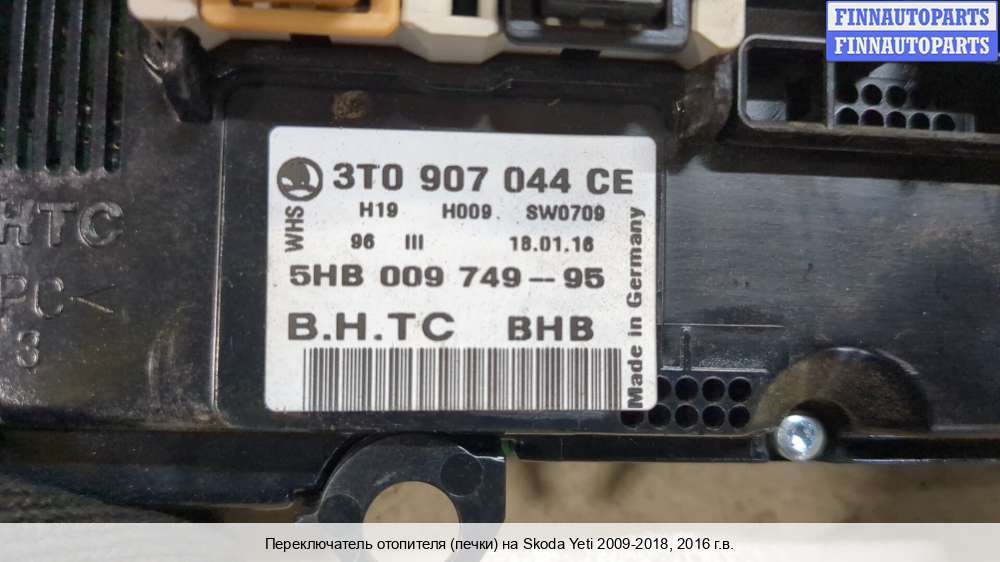 FINNAUTOPARTS
FINNAUTOPARTS
3T0 907 044 CE
H19 H009. SW0709
WHS
96 III 18.01.16
5HB 009 749-95
B.H.TC BHB
Made in Germany
HTC
PC<
3
Переключатель отопителя (печки) на Skoda Yeti 2009-2018, 2016 г.в.